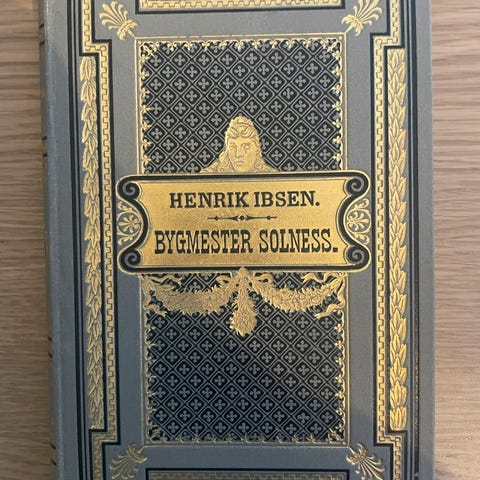 HENRIK IBSEN.
BYGMESTER SOLNESS.